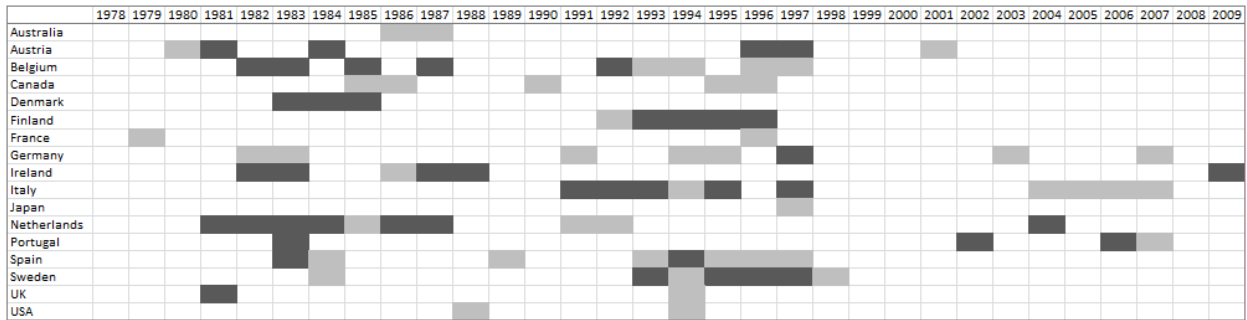 1978 1979 1980 1981 1982 1983 1984 1985 1986 1987 1988 1989 1990 1991 1992 1993 1994 1995 1996 1997 1998 1999 2000 2001 2002 2003 2004 2005 2006 2007 2008 2009
Australia
Austria
Belgium
Canada
Denmark
Finland
France
Germany
Ireland
Italy
Japan
Netherlands
Portugal
Spain
Sweden
UK
USA